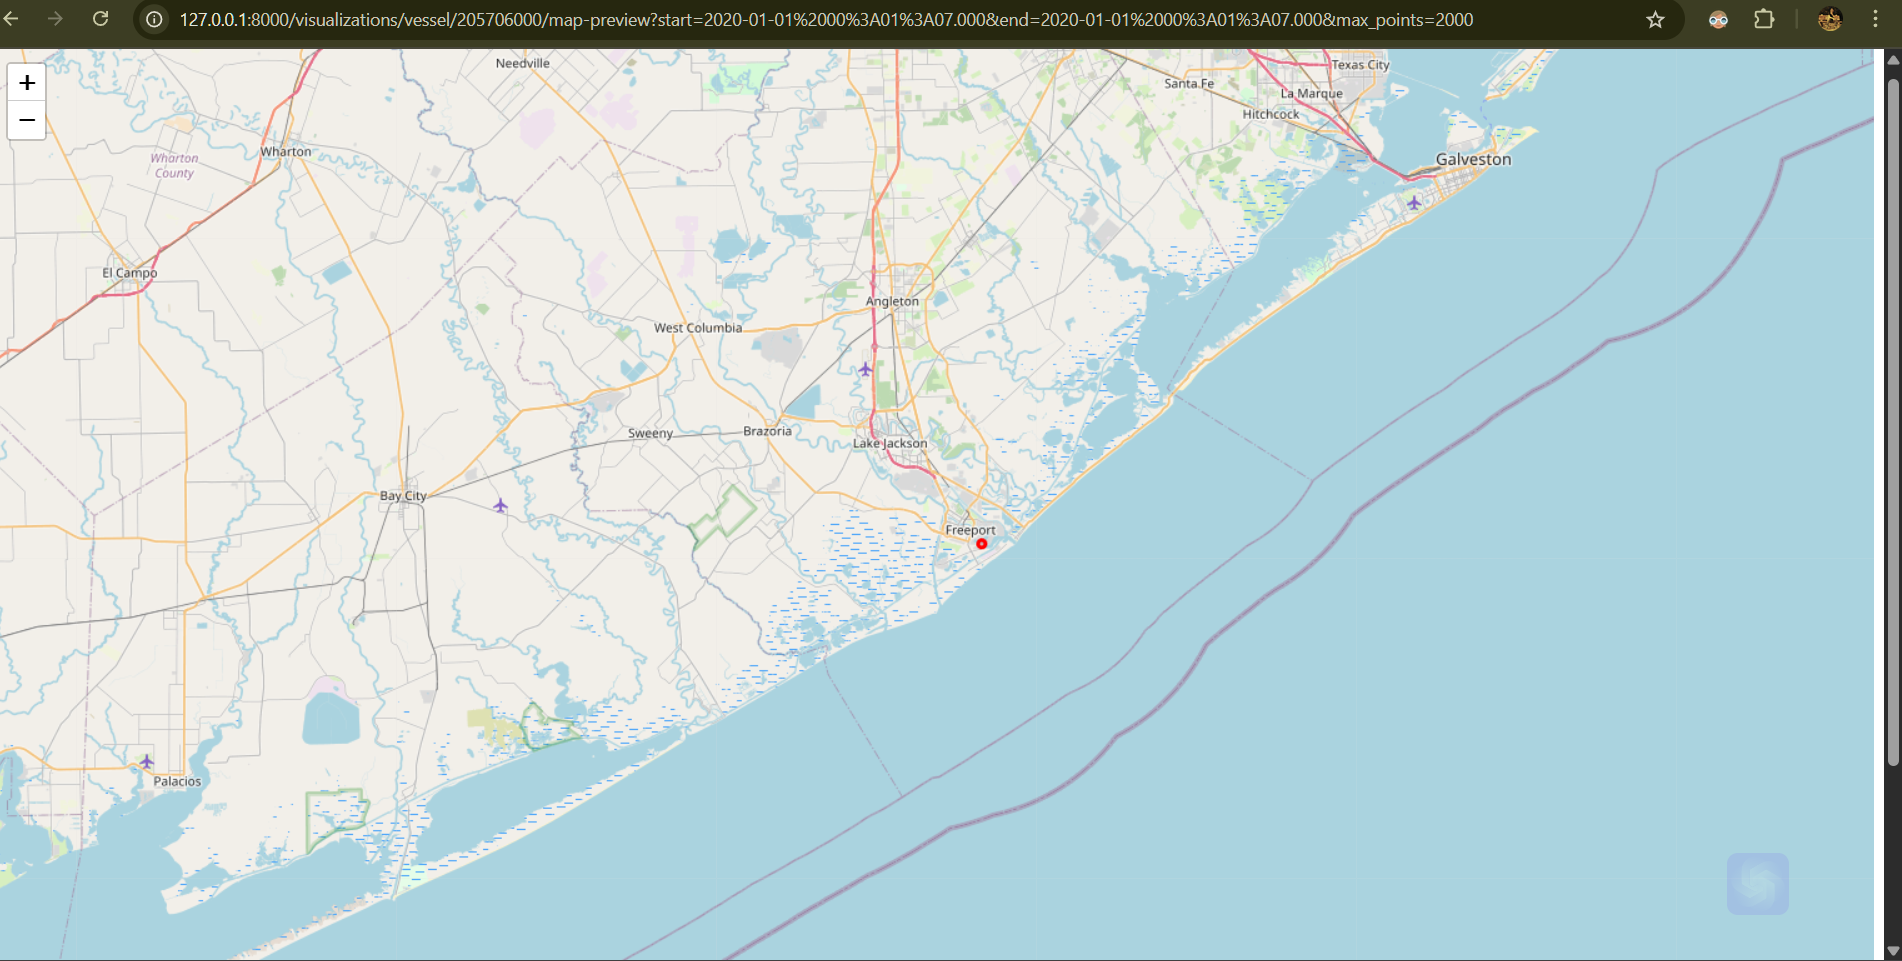 127.0.0.1:8000/visualizations/vessel/205706000/map-preview?start=2020-01-01%2000%3A01%3A07.000&end=2020-01-01%2000%3A01%3A07.000&max_points=2000
+
−
Needville
Texas City
Santa Fe
La Marque
Hitchcock
Wharton
Wharton
County
Galveston
El Campo
Angleton
West Columbia
Sweeny
Brazoria
Lake Jackson
Bay City
Freeport
Palacios